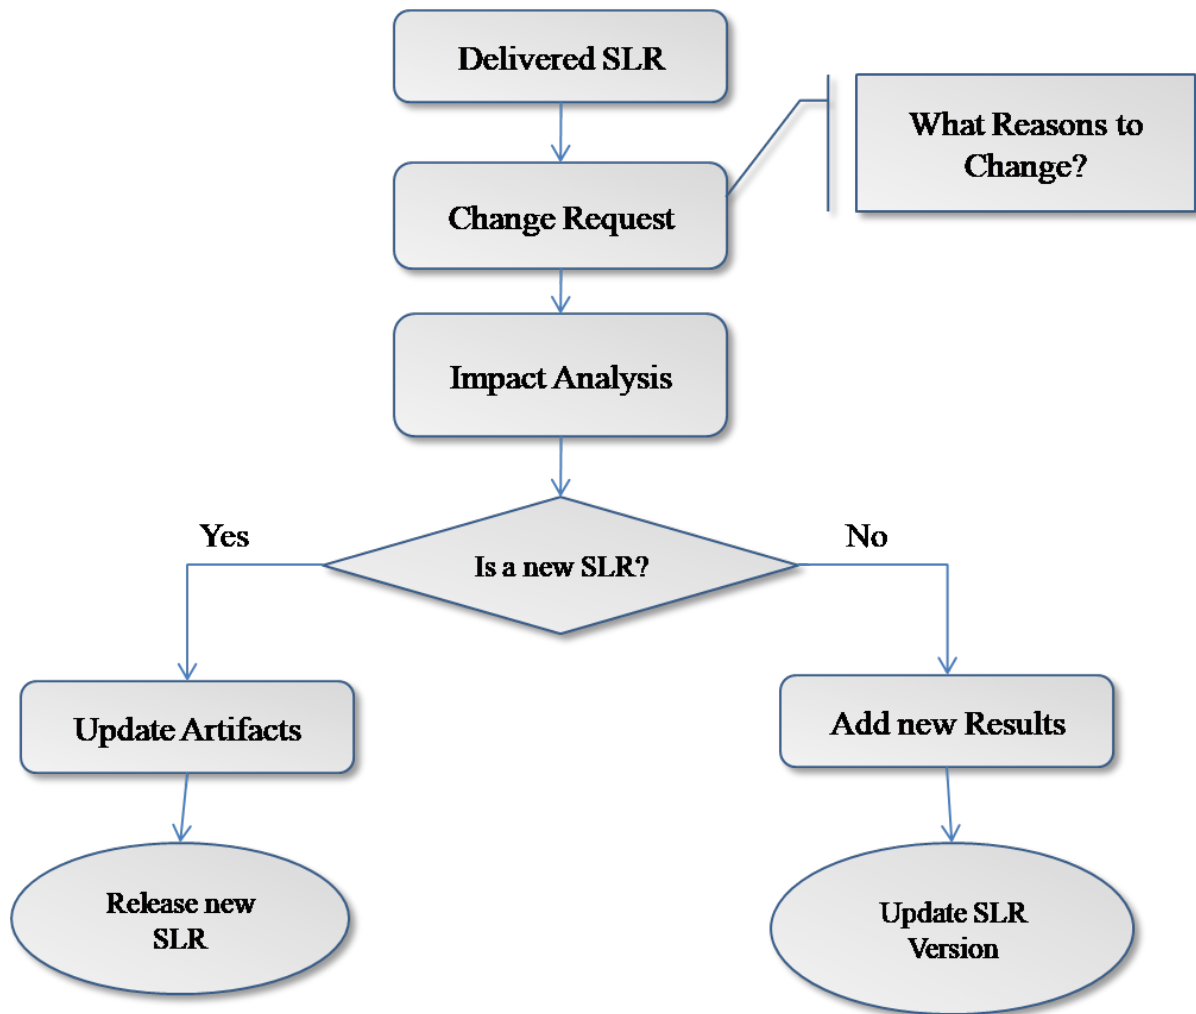 Delivered SLR
What Reasons to
Change?
Change Request
Impact Analysis
Yes
No
Is a new SLR?
Update Artifacts
Add new Results
Release new
SLR
Update SLR
Version